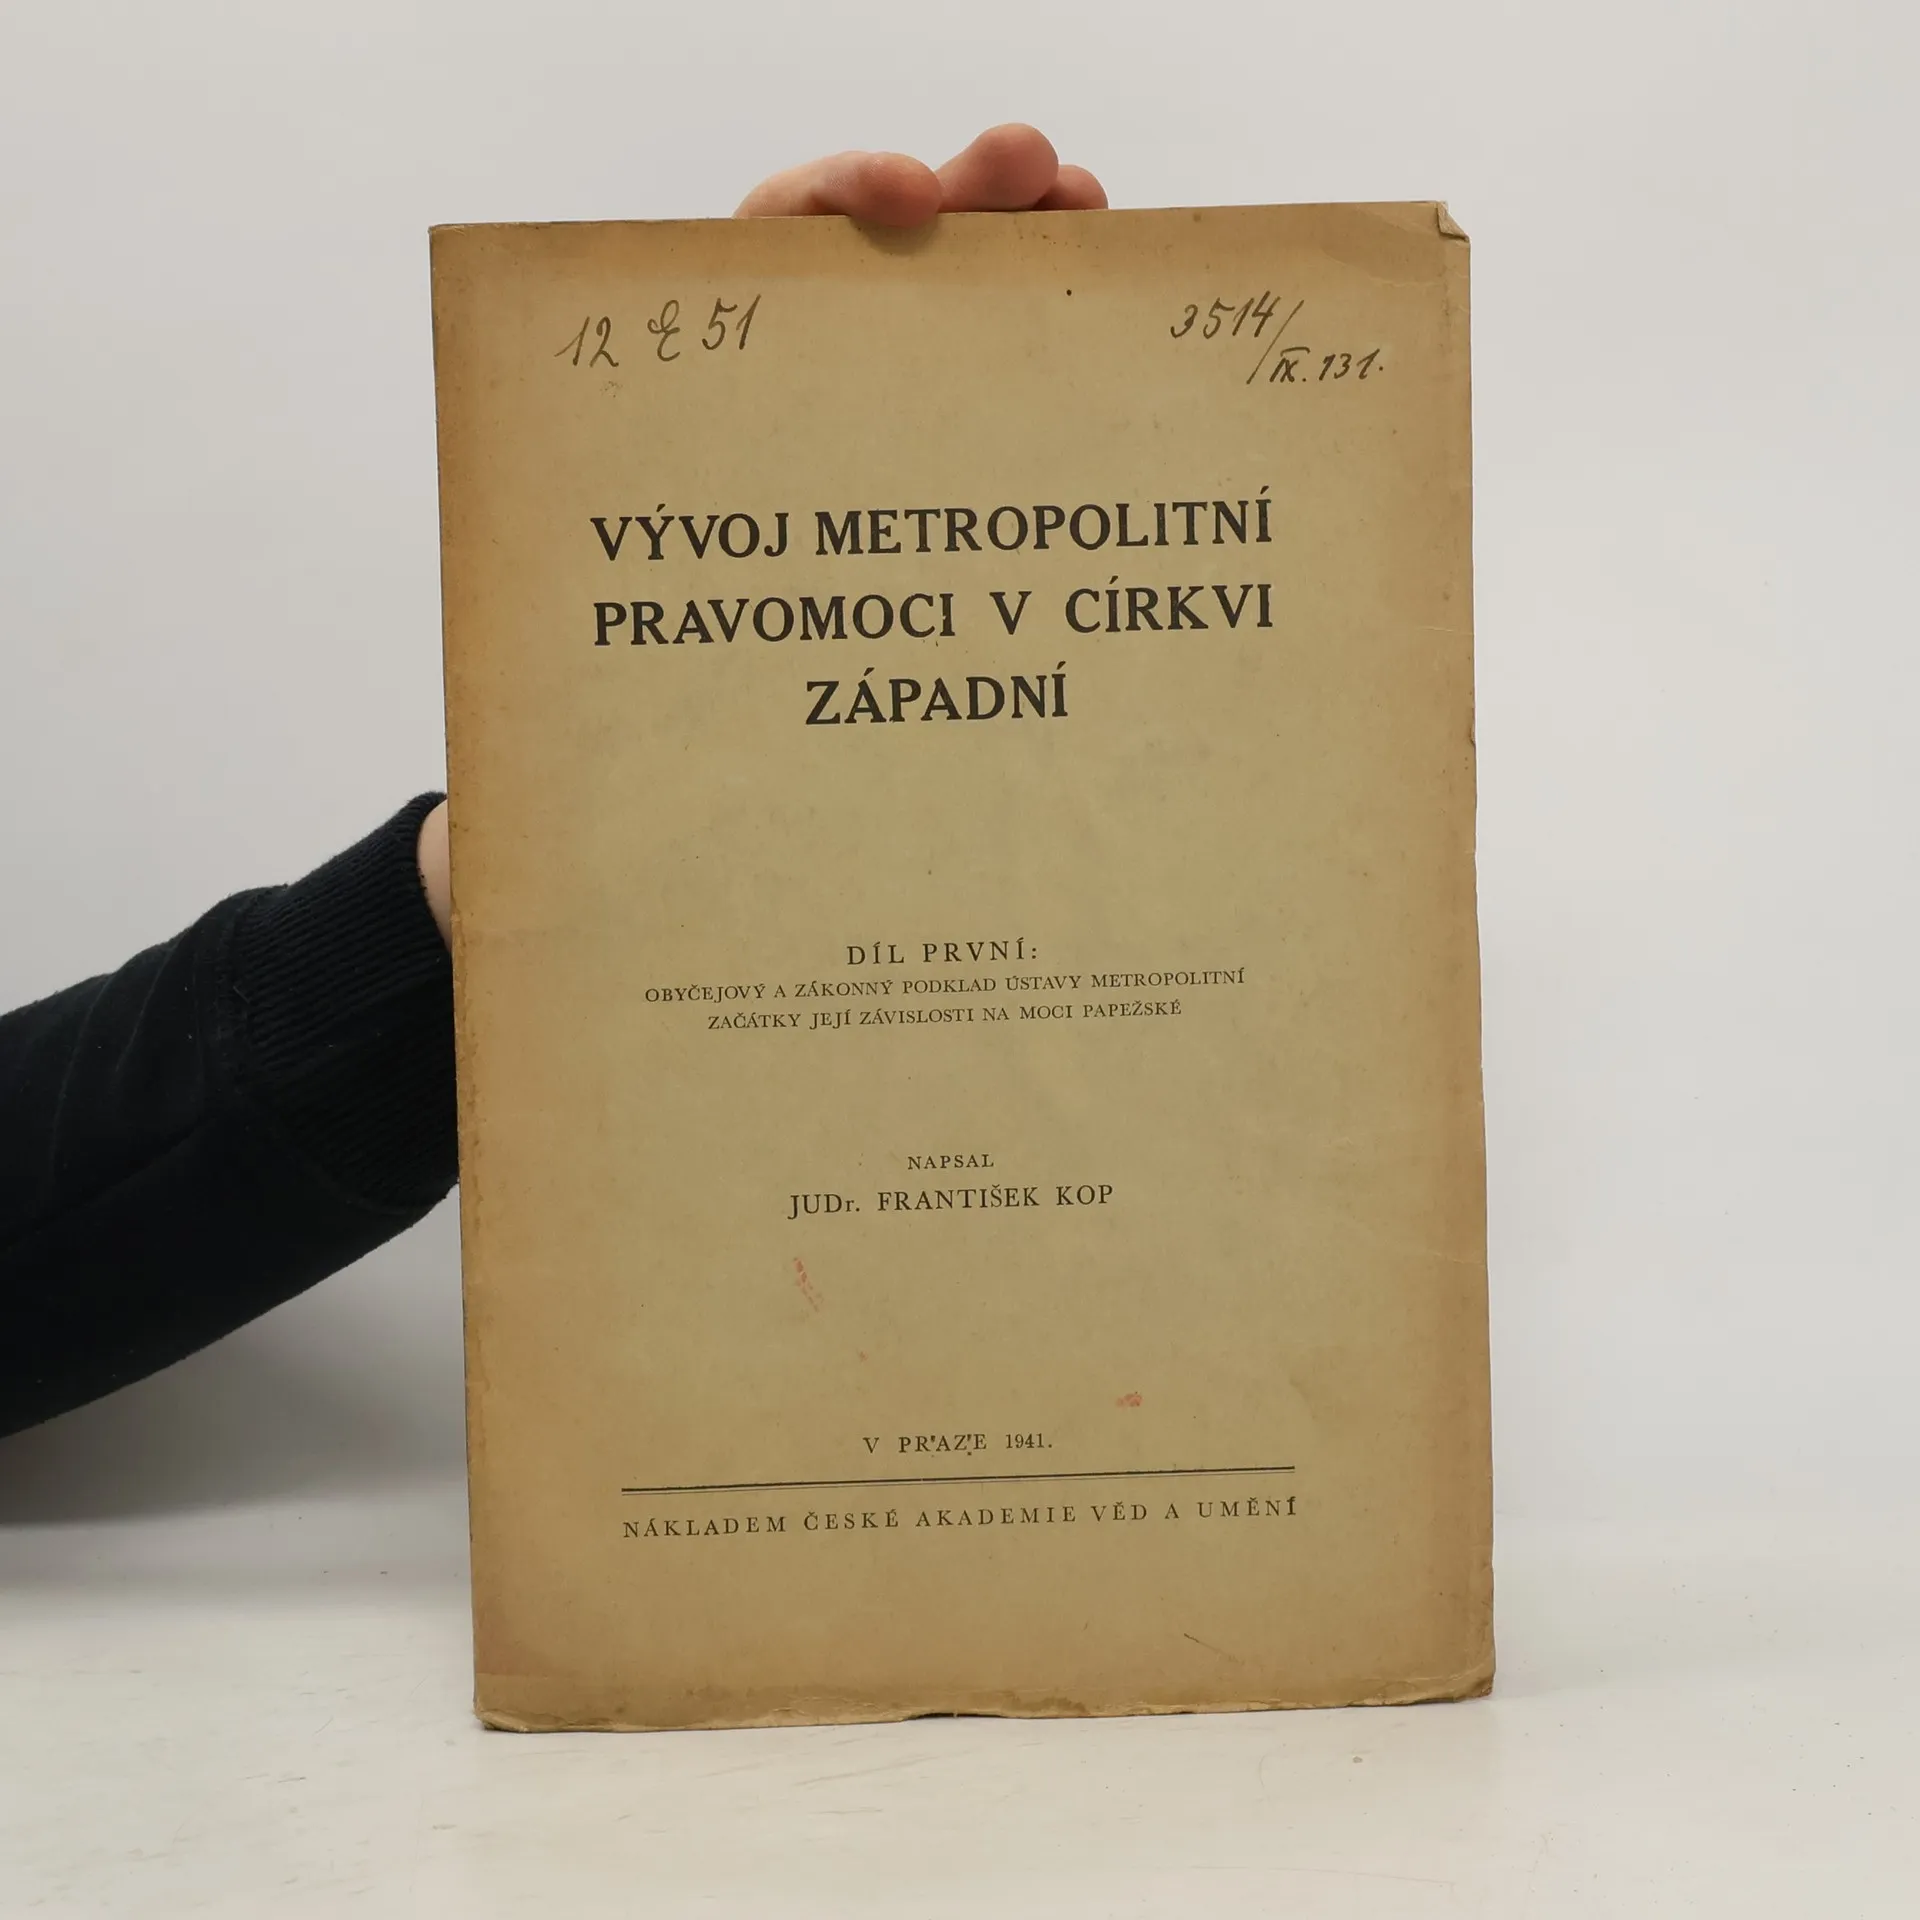 12 E 51
3514/
IX. 131.
VÝVOJ METROPOLITNÍ
PRAVOMOCI V CÍRKVI
ZÁPADNÍ
DÍL PRVNÍ:
OBYČEJOVÝ A ZÁKONNÝ PODKLAD ÚSTAVY METROPOLITNÍ
ZAČÁTKY JEJÍ ZÁVISLOSTI NA MOCI PAPEŽSKÉ
NAPSAL
JUDr. FRANTIŠEK KOP
V PRAZE 1941.
NÁKLADEM ČESKÉ AKADEMIE VĚD A UMĚNÍ